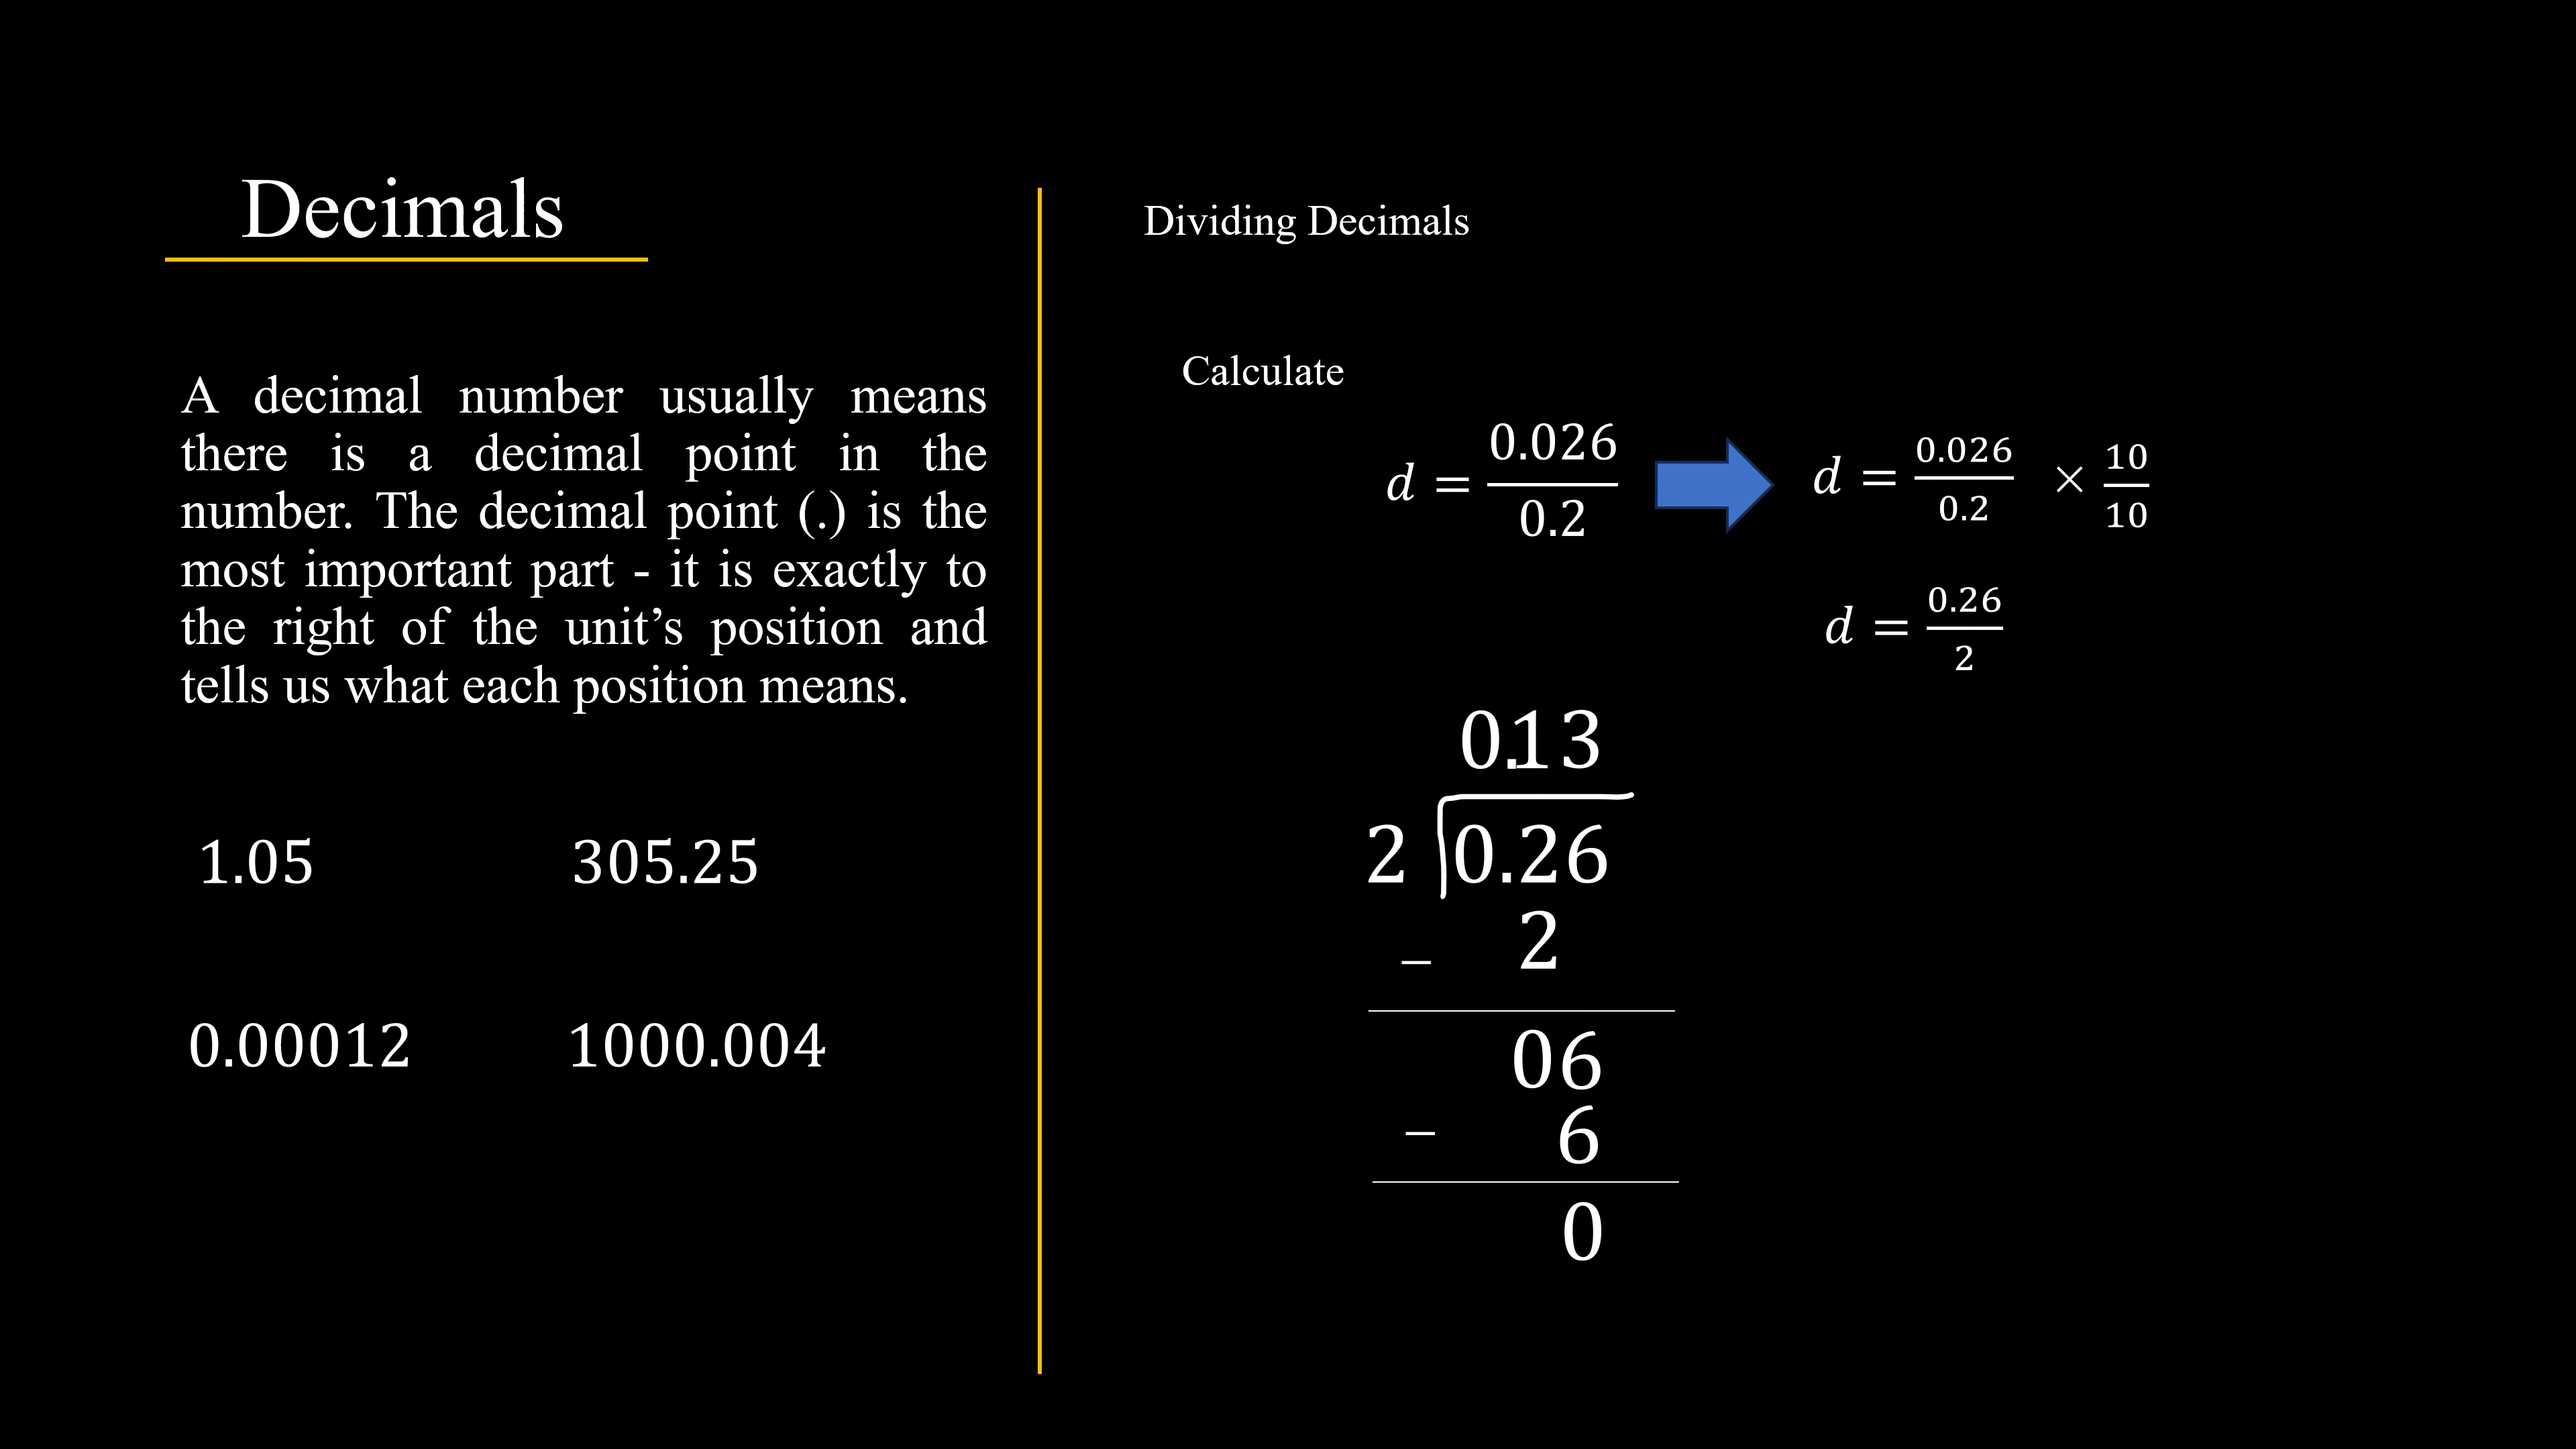 Decimals
A decimal number usually means
there is a decimal point in the
number. The decimal point (.) is the
most important part - it is exactly to
the right of the unit’s position and
tells us what each position means.
1.05 305.25
0.00012 1000.004
Dividing Decimals
Calculate
d = 0.026/0.2
d = 0.026/0.2 × 10/10
d = 0.26/2
0.13
2 0.26
− 2
06
− 6
0